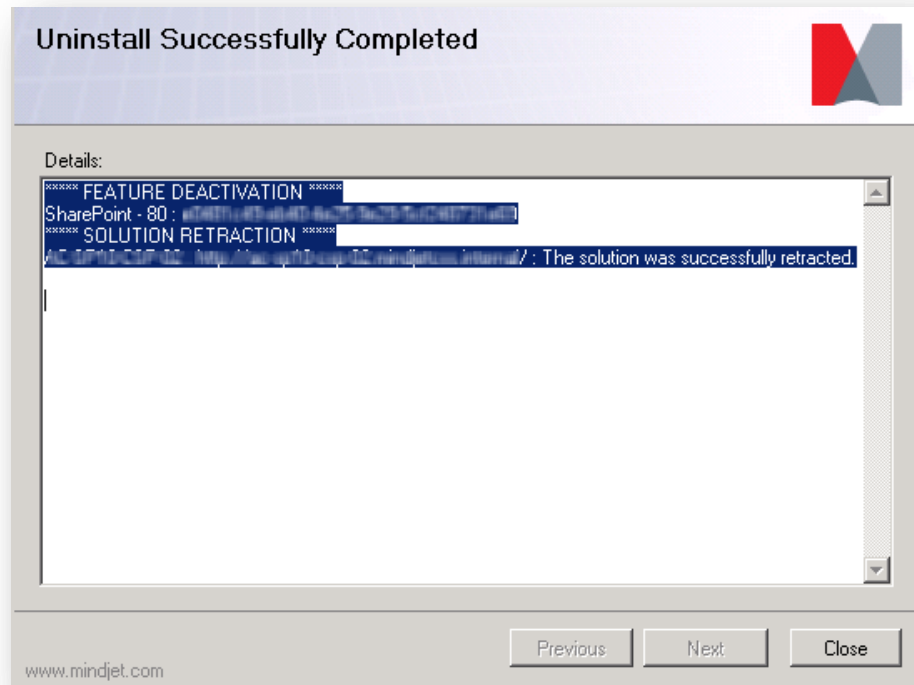 Uninstall Successfully Completed
Details:
***** FEATURE DEACTIVATION *****
SharePoint - 80 :
***** SOLUTION RETRACTION *****
/ : The solution was successfully retracted.
Previous
Next
Close
www.mindjet.com